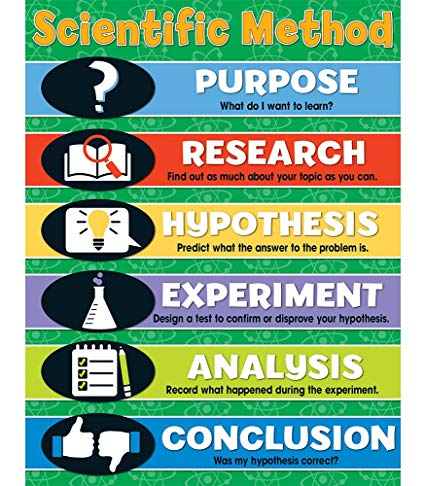 Scientific Method
PURPOSE
What do I want to learn?
RESEARCH
Find out as much about your topic as you can.
HYPOTHESIS
Predict what the answer to the problem is.
EXPERIMENT
Design a test to confirm or disprove your hypothesis.
ANALYSIS
Record what happened during the experiment.
CONCLUSION
Was my hypothesis correct?